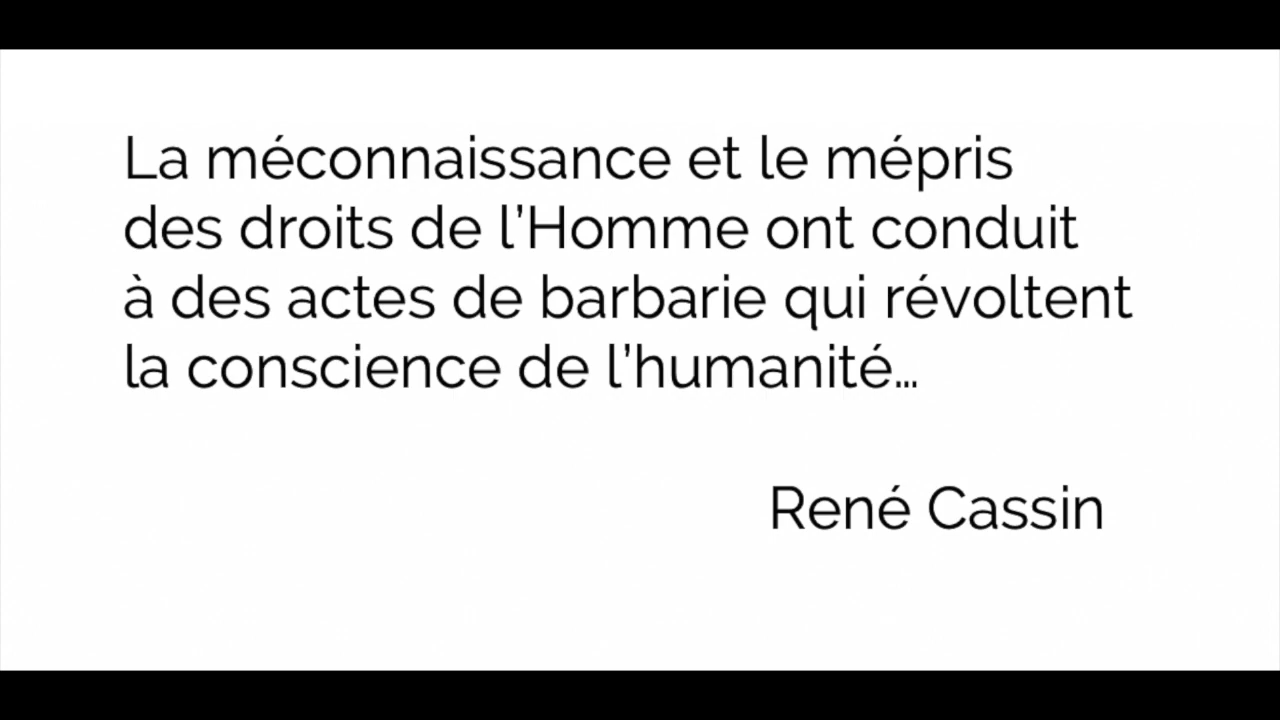 La méconnaissance et le mépris
des droits de l’Homme ont conduit
à des actes de barbarie qui révoltent
la conscience de l’humanité…
René Cassin